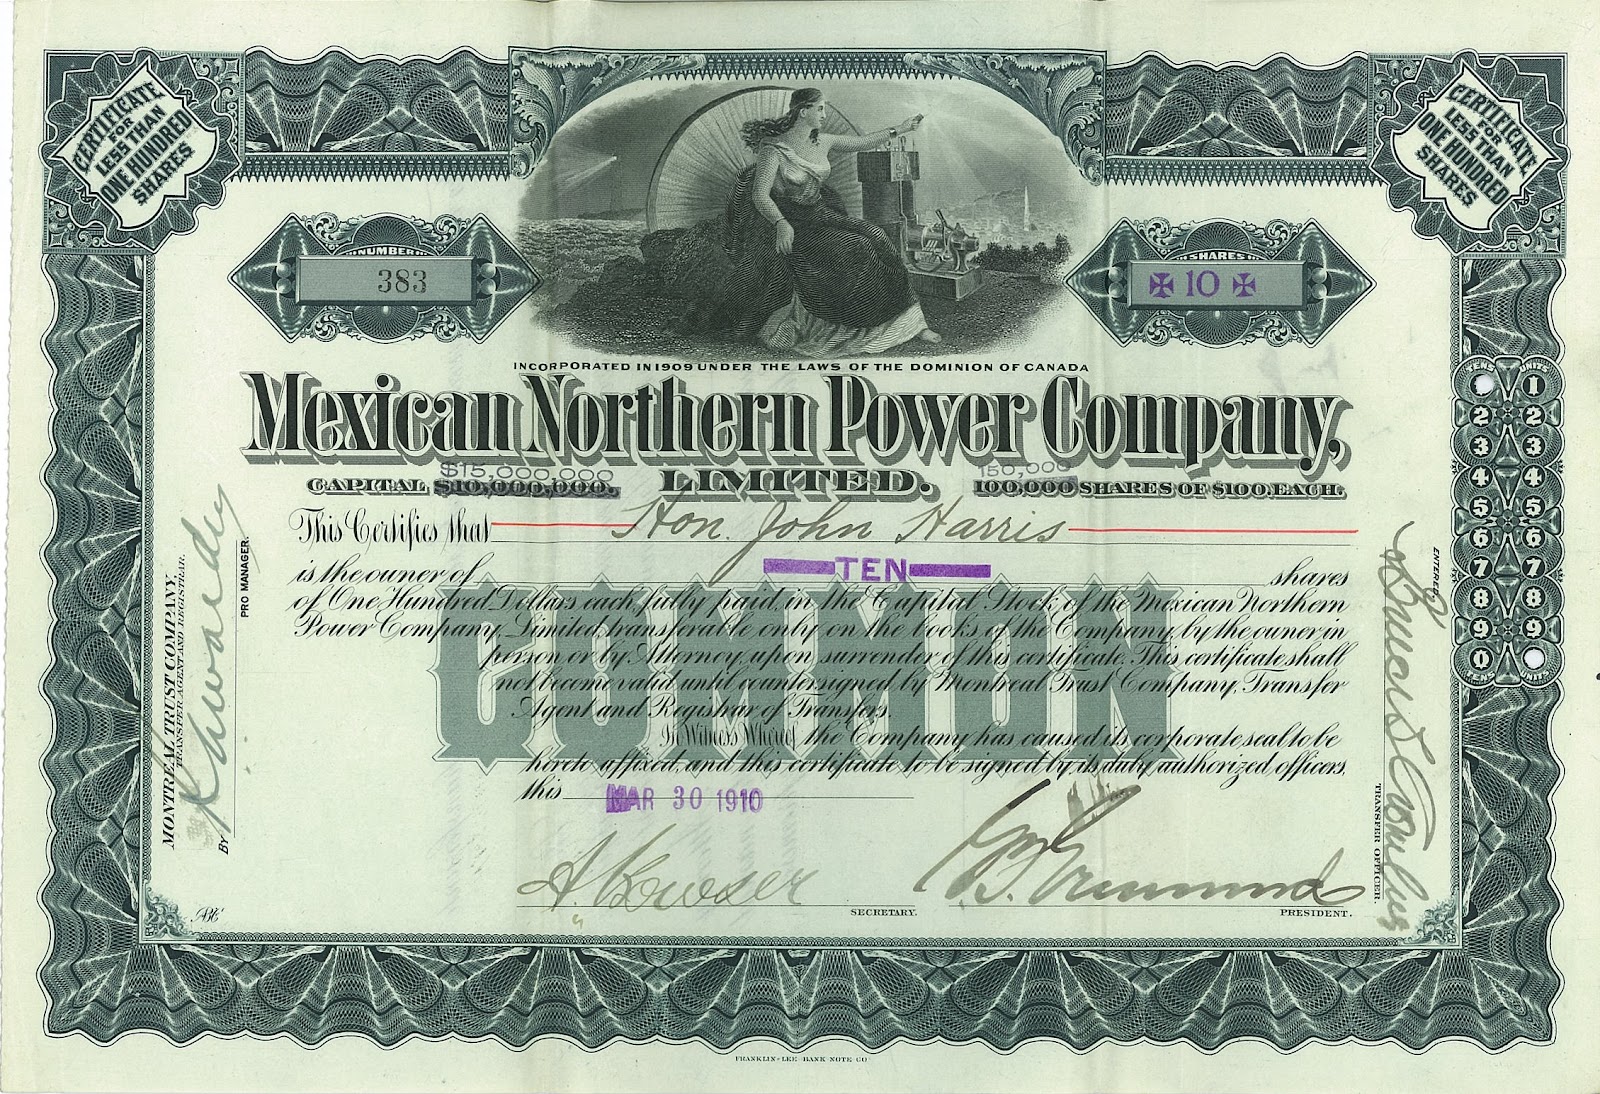 CERTIFICATE
FOR
LESS THAN
ONE HUNDRED
SHARES
CERTIFICATE
FOR
LESS THAN
ONE HUNDRED
SHARES
NUMBER
383
SHARES
10
INCORPORATED IN 1909 UNDER THE LAWS OF THE DOMINION OF CANADA
Mexican Northern Power Company,
$15,000,000 150,000
CAPITAL $10,000,000. LIMITED. 100,000 SHARES OF $100. EACH.
This Certifies that Hon. John Harris
is the owner of TEN shares
of One Hundred Dollars each, fully paid, in the Capital Stock of the Mexican Northern
Power Company, Limited, transferable only on the books of the Company, by the owner in
person or by Attorney, upon surrender of this certificate. This certificate shall
not become valid until countersigned by Montreal Trust Company, Transfer
Agent and Registrar of Transfers.
In Witness Whereof the Company has caused its corporate seal to be
hereto affixed, and this certificate to be signed by its duly authorized officers,
this MAR 30 1910
COMMON
A. Bowser
SECRETARY.
PRESIDENT.
MONTREAL TRUST COMPANY,
TRANSFER AGENT AND REGISTRAR.
BY
PRO MANAGER.
ENTERED
TRANSFER OFFICER.
TENS UNITS
1
2 2
3 3
4 4
5 5
6 6
7 7
8 8
9 9
0
TENS UNITS
FRANKLIN-LEE BANK NOTE CO